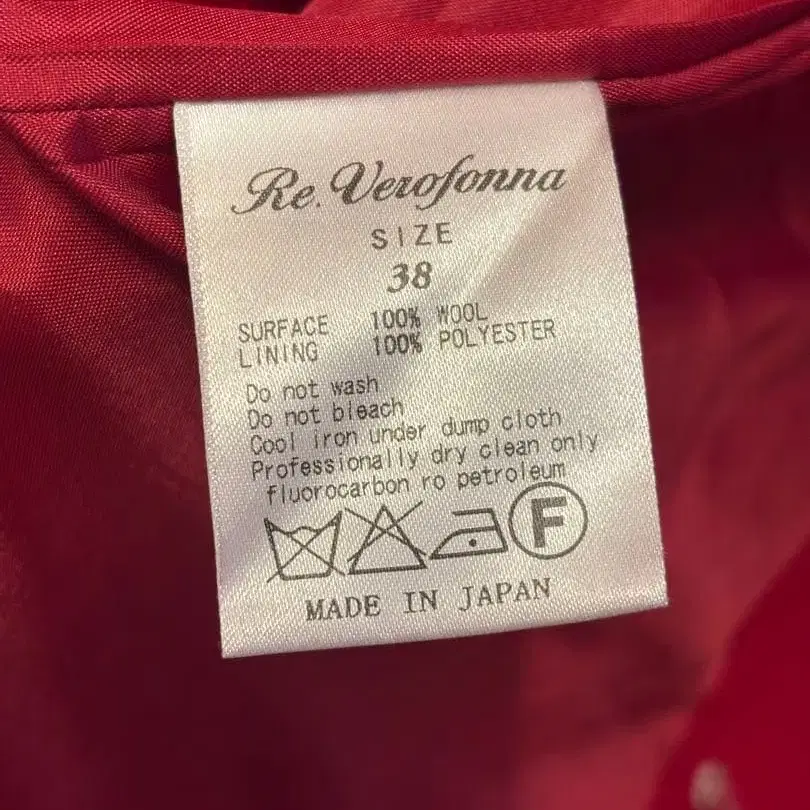 Re. Verofonna
SIZE
38
SURFACE 100% WOOL
LINING 100% POLYESTER
Do not wash
Do not bleach
Cool iron under dump cloth
Professionally dry clean only
fluorocarbon ro petroleum
F
MADE IN JAPAN